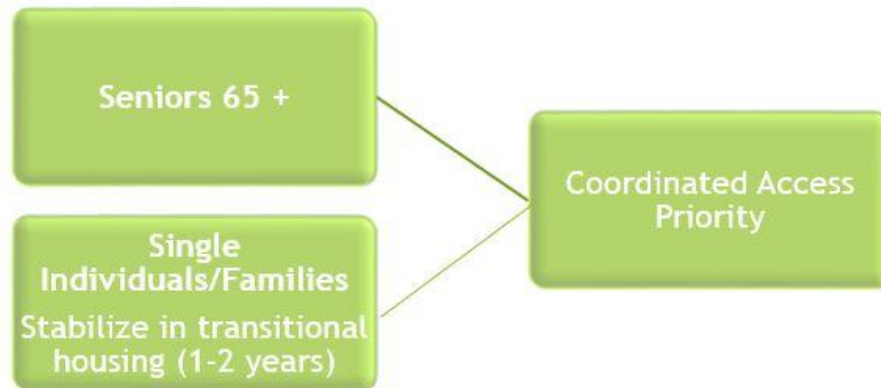 Seniors 65 +
Single
Individuals/Families
Stabilize in transitional
housing (1-2 years)
Coordinated Access
Priority